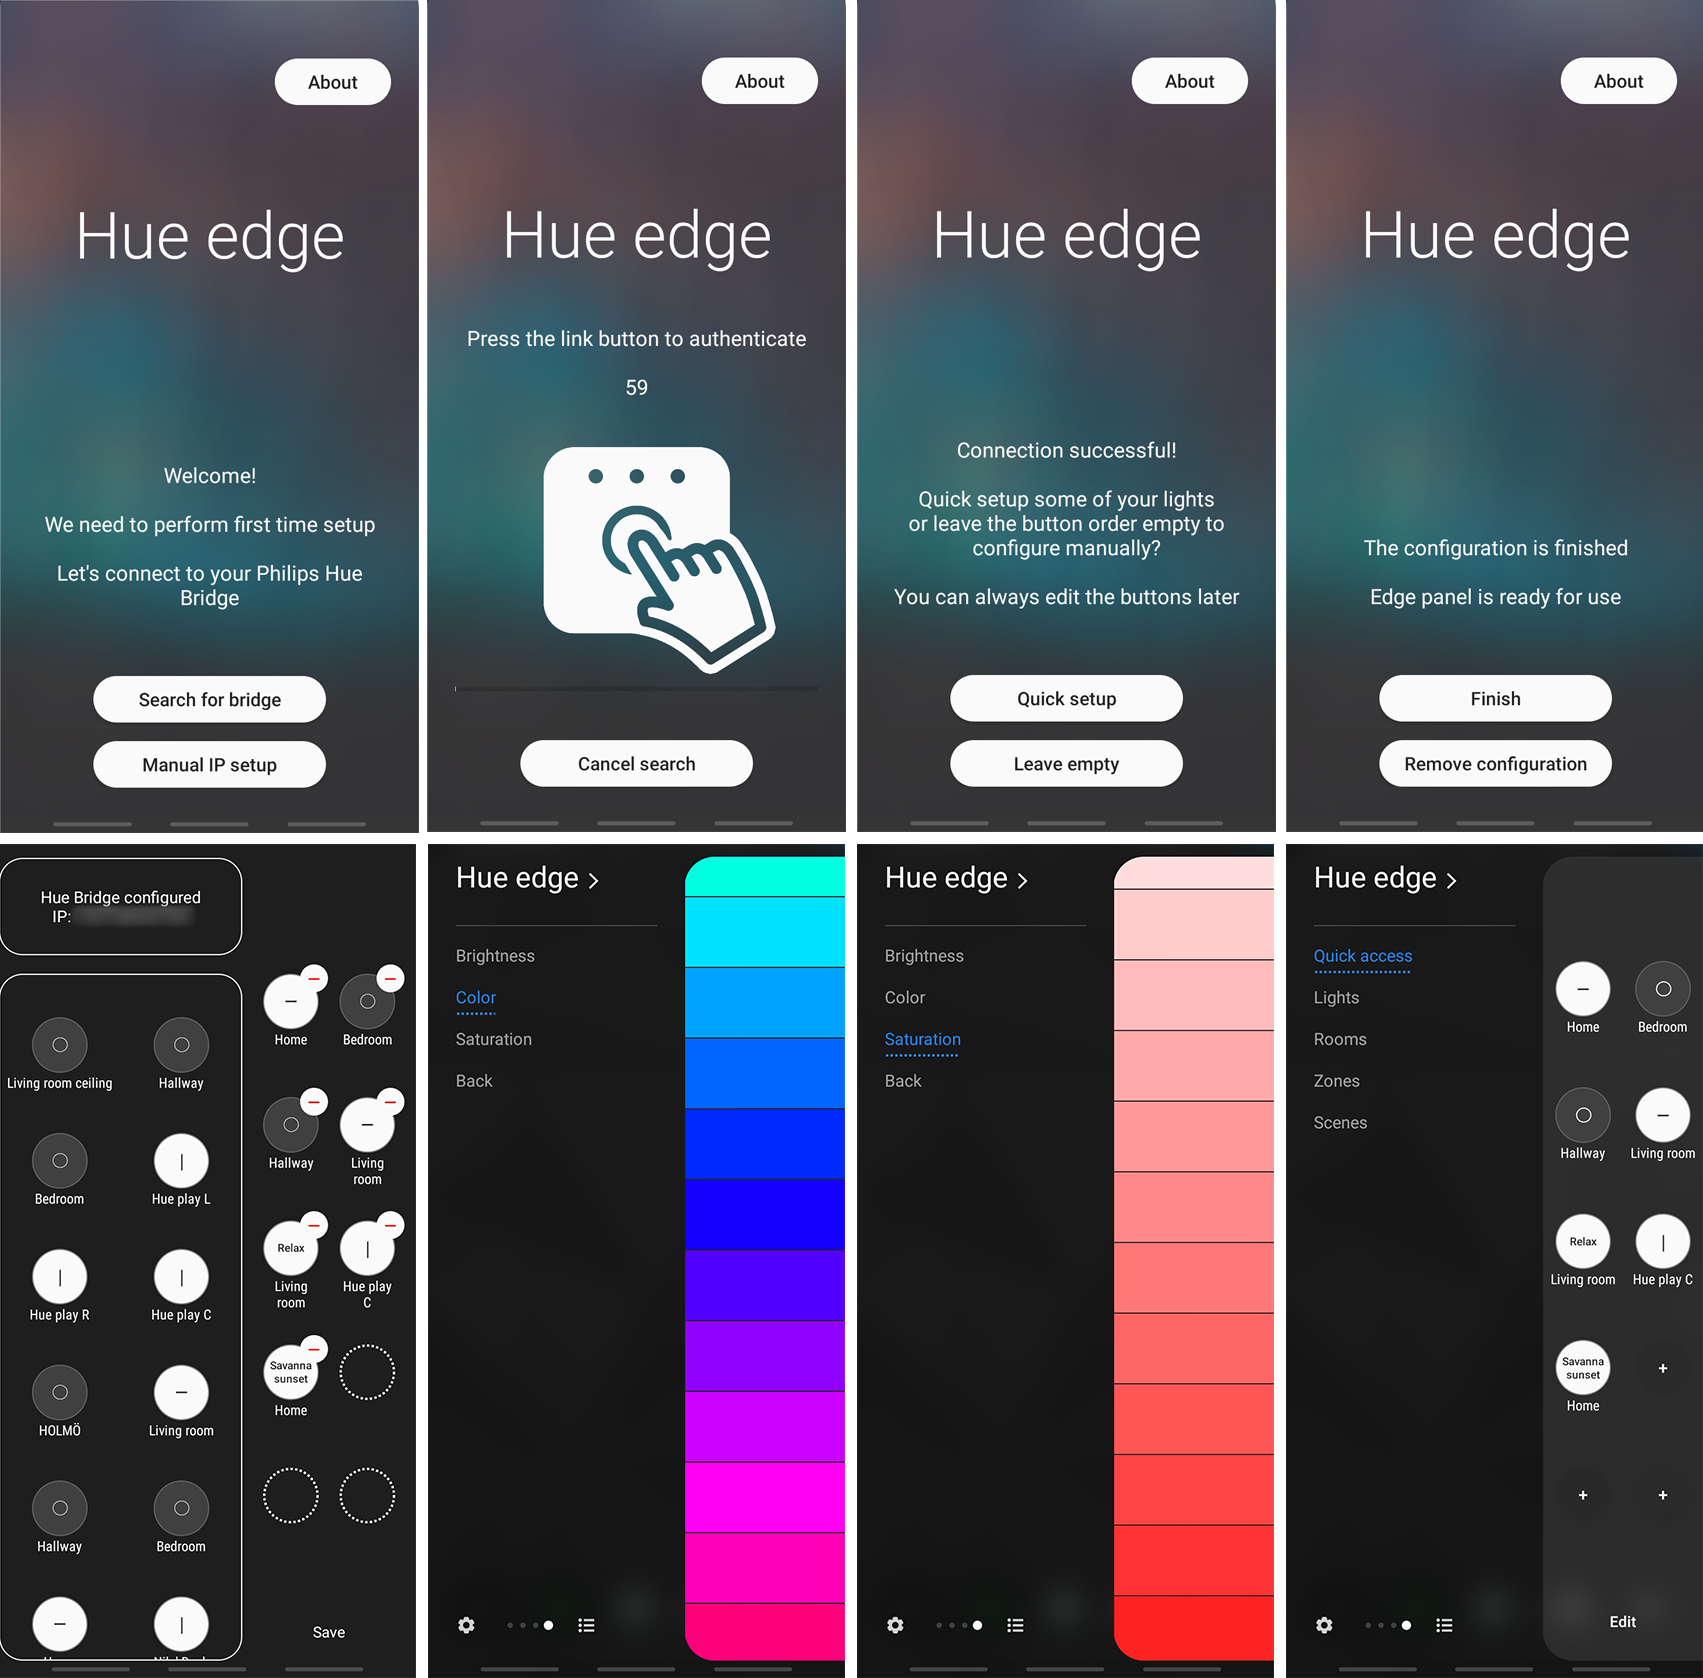 About
Hue edge
Welcome!
We need to perform first time setup
Let's connect to your Philips Hue
Bridge
Search for bridge
Manual IP setup
About
Hue edge
Press the link button to authenticate
59
Cancel search
About
Hue edge
Connection successful!
Quick setup some of your lights
or leave the button order empty to
configure manually?
You can always edit the buttons later
Quick setup
Leave empty
About
Hue edge
The configuration is finished
Edge panel is ready for use
Finish
Remove configuration
Hue Bridge configured
IP:
Living room ceiling
Hallway
Bedroom
Hue play L
Hue play R
Hue play C
HOLMÖ
Living room
Hallway
Bedroom
Home
Bedroom
Hallway
Living
room
Relax
Living
room
Hue play
C
Savanna
sunset
Home
Save
Hue edge >
Brightness
Color
Saturation
Back
Hue edge >
Brightness
Color
Saturation
Back
Hue edge >
Quick access
Lights
Rooms
Zones
Scenes
Home
Bedroom
Hallway
Living room
Relax
Living room
Hue play C
Savanna
sunset
Home
+
+
+
Edit